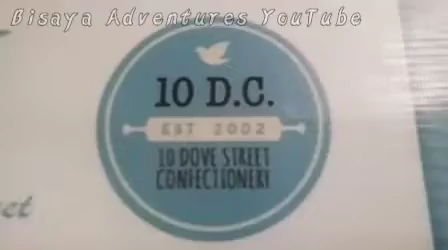 Bisaya Adventures YouTube
10 D.C.
EST 2002
10 DOVE STREET
CONFECTIONERY